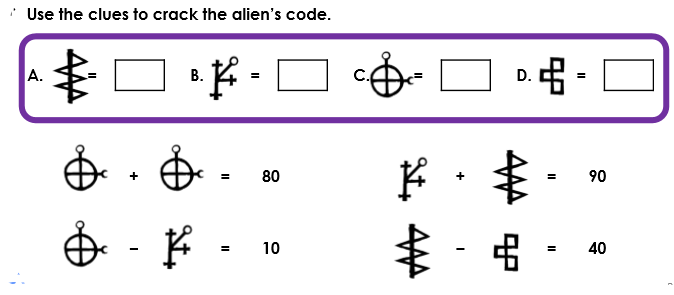 Use the clues to crack the alien’s code.
A. = B. = C. = D. =
+ = 80 + = 90
– = 10 – = 40